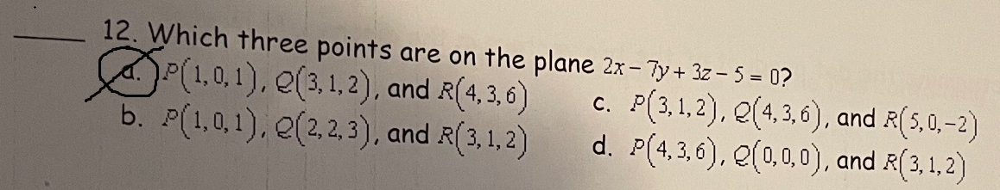 ____ 12. Which three points are on the plane 2x - 7y + 3z - 5 = 0?
a. P(1, 0, 1), Q(3, 1, 2), and R(4, 3, 6)
b. P(1, 0, 1), Q(2, 2, 3), and R(3, 1, 2)
c. P(3, 1, 2), Q(4, 3, 6), and R(5, 0, -2)
d. P(4, 3, 6), Q(0, 0, 0), and R(3, 1, 2)